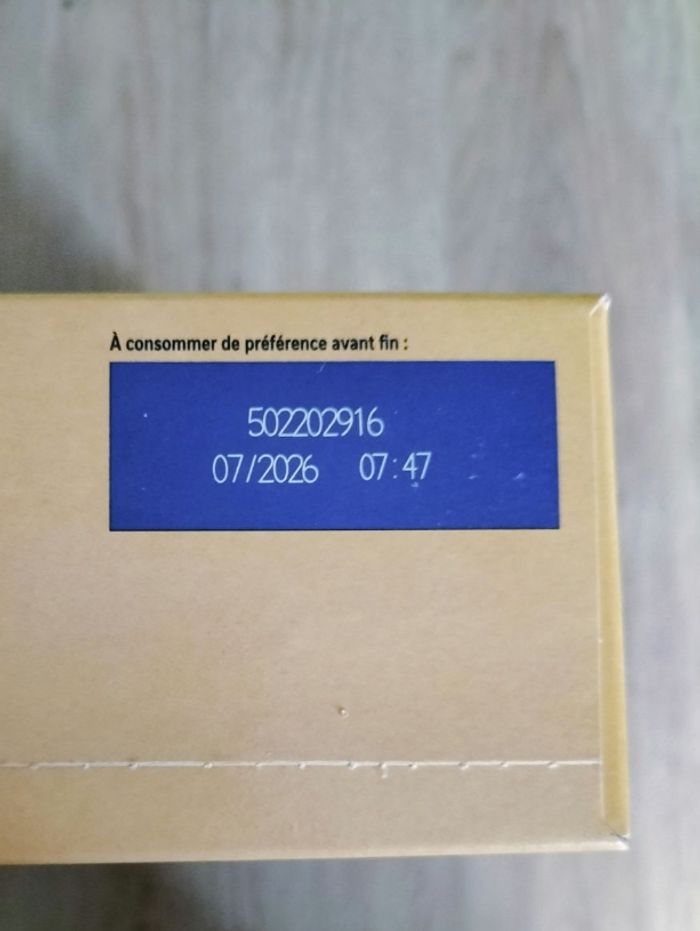 À consommer de préférence avant fin :
502202916
07/2026 07:47